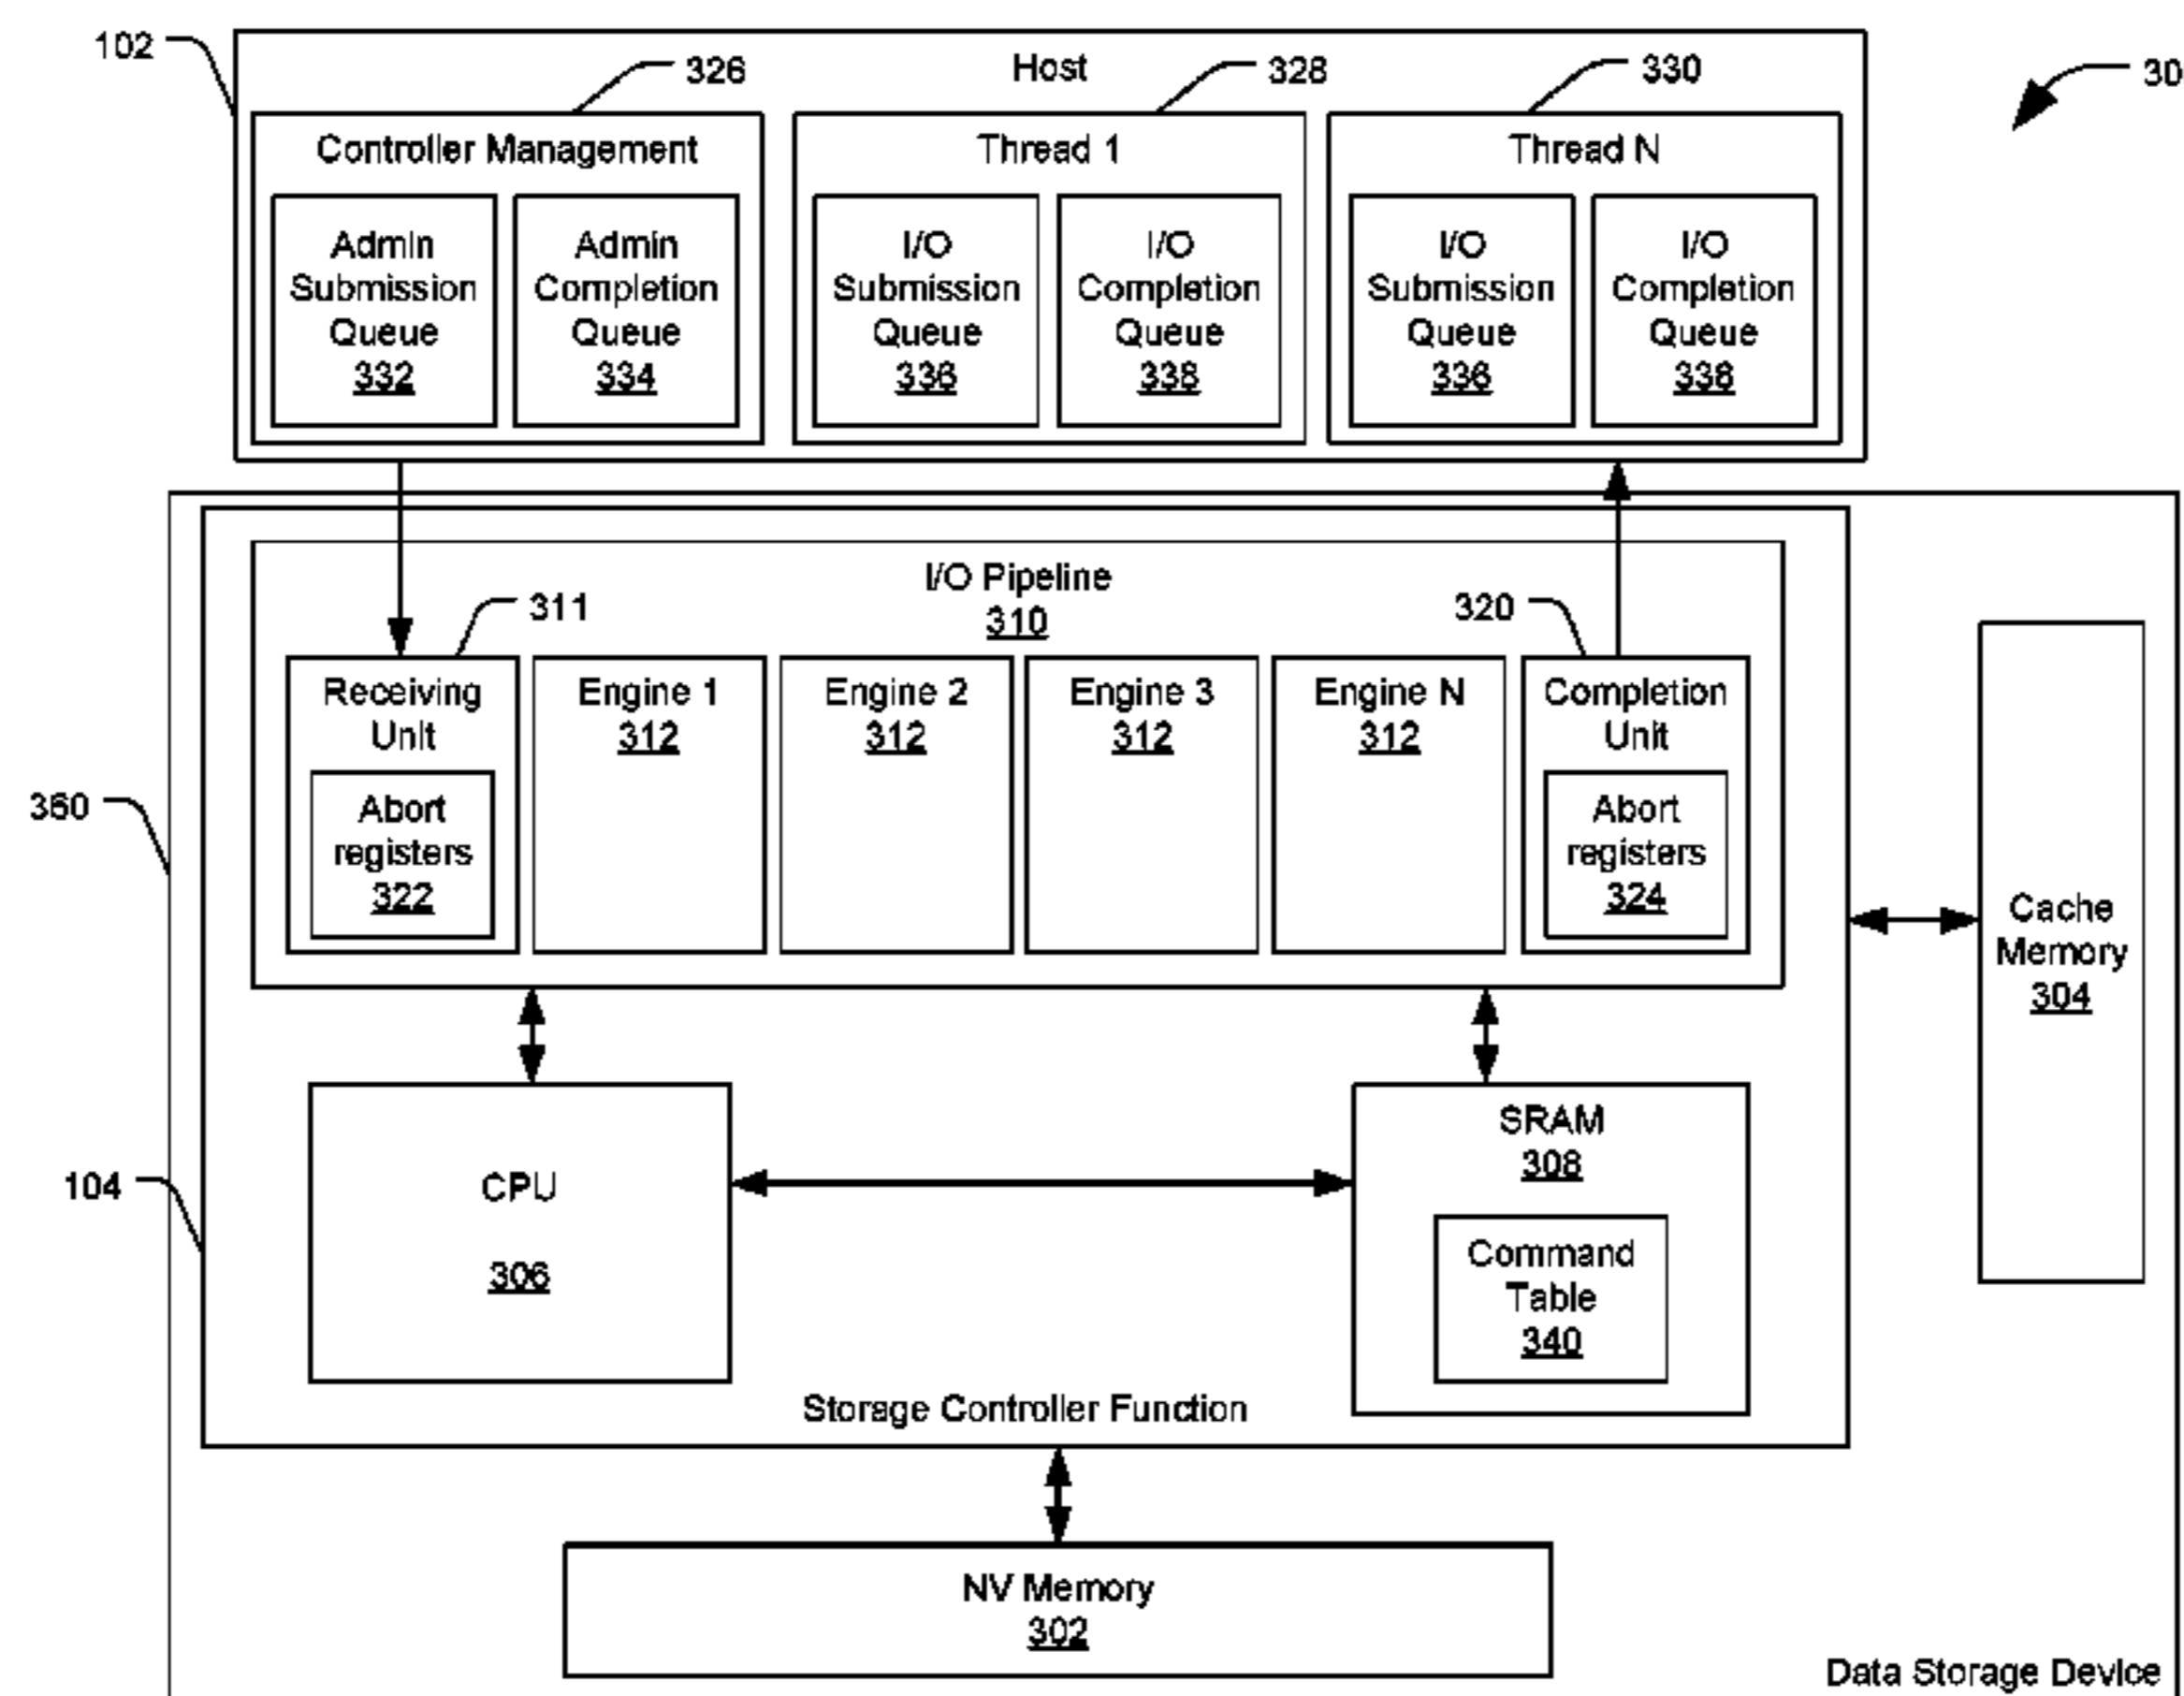 102
326
Host
328
330
30
Controller Management
Thread 1
Thread N
Admin
Submission
Queue
332
Admin
Completion
Queue
334
I/O
Submission
Queue
336
I/O
Completion
Queue
338
I/O
Submission
Queue
336
I/O
Completion
Queue
338
I/O Pipeline
310
311
320
Receiving
Unit
Abort
registers
322
Engine 1
312
Engine 2
312
Engine 3
312
Engine N
312
Completion
Unit
Abort
registers
324
360
Cache
Memory
304
104
CPU
306
SRAM
308
Command
Table
340
Storage Controller Function
NV Memory
302
Data Storage Device